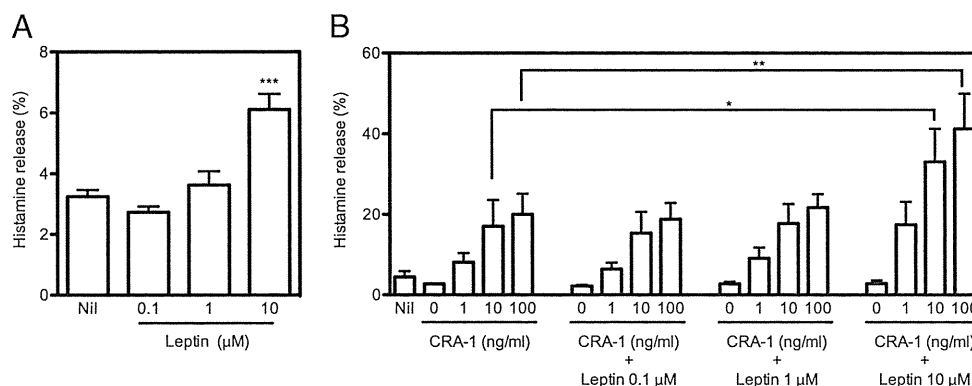 A
B
8
6
4
2
0
Histamine release (%)
***
Nil
0.1
1
10
Leptin (μM)
60
40
20
0
Histamine release (%)
**
*
Nil 0 1 10 100 0 1 10 100 0 1 10 100 0 1 10 100
CRA-1 (ng/ml) CRA-1 (ng/ml) CRA-1 (ng/ml) CRA-1 (ng/ml)
+ + +
Leptin 0.1 μM Leptin 1 μM Leptin 10 μM